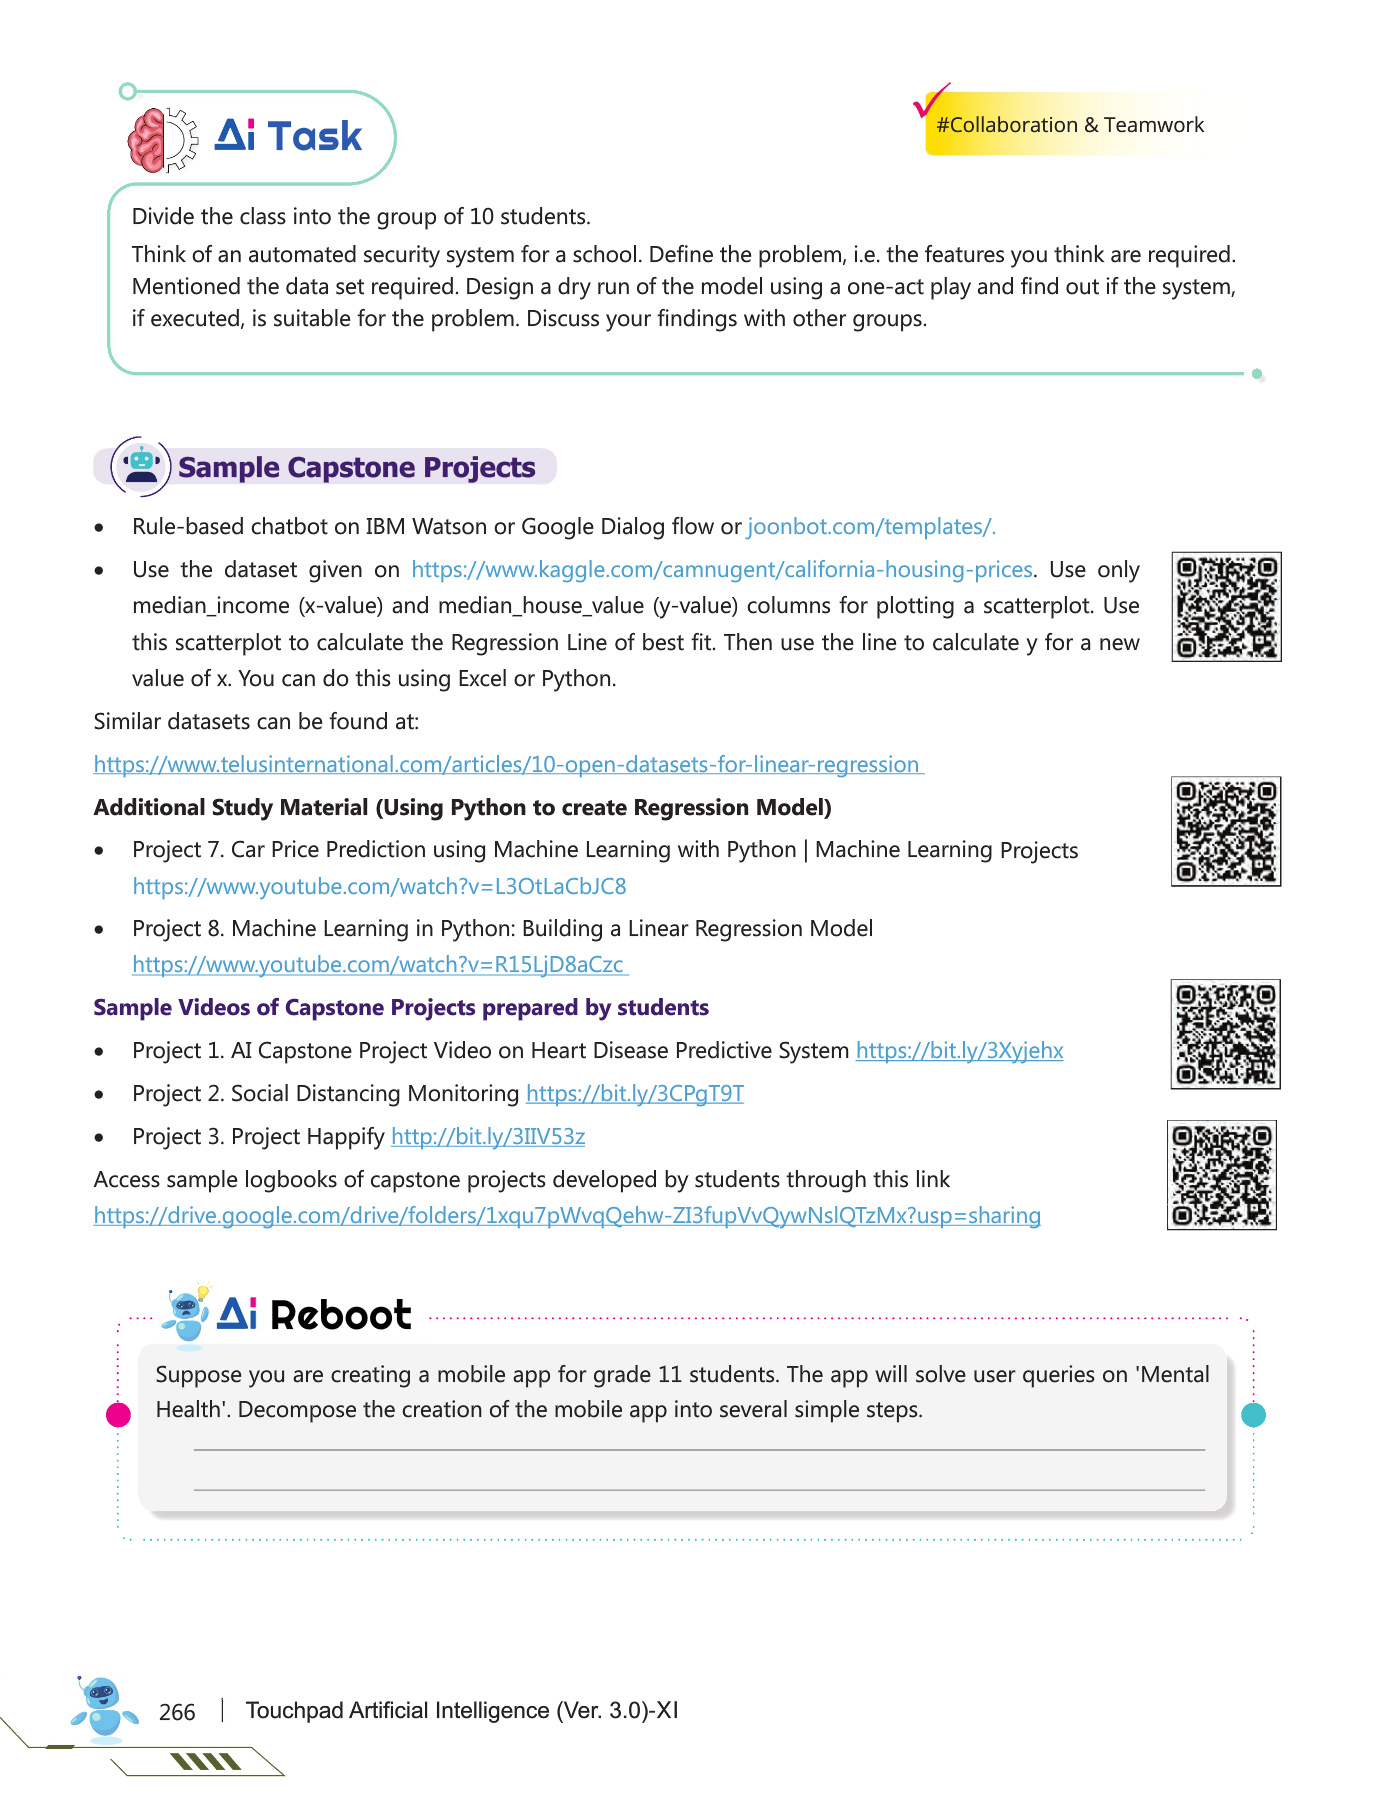 Ai Task
#Collaboration & Teamwork
Divide the class into the group of 10 students.
Think of an automated security system for a school. Define the problem, i.e. the features you think are required.
Mentioned the data set required. Design a dry run of the model using a one-act play and find out if the system,
if executed, is suitable for the problem. Discuss your findings with other groups.
Sample Capstone Projects
• Rule-based chatbot on IBM Watson or Google Dialog flow or joonbot.com/templates/.
• Use the dataset given on https://www.kaggle.com/camnugent/california-housing-prices. Use only
median_income (x-value) and median_house_value (y-value) columns for plotting a scatterplot. Use
this scatterplot to calculate the Regression Line of best fit. Then use the line to calculate y for a new
value of x. You can do this using Excel or Python.
Similar datasets can be found at:
https://www.telusinternational.com/articles/10-open-datasets-for-linear-regression
Additional Study Material (Using Python to create Regression Model)
• Project 7. Car Price Prediction using Machine Learning with Python | Machine Learning Projects
https://www.youtube.com/watch?v=L3OtLaCbJC8
• Project 8. Machine Learning in Python: Building a Linear Regression Model
https://www.youtube.com/watch?v=R15LjD8aCzc
Sample Videos of Capstone Projects prepared by students
• Project 1. AI Capstone Project Video on Heart Disease Predictive System https://bit.ly/3Xyjehx
• Project 2. Social Distancing Monitoring https://bit.ly/3CPgT9T
• Project 3. Project Happify http://bit.ly/3IIV53z
Access sample logbooks of capstone projects developed by students through this link
https://drive.google.com/drive/folders/1xqu7pWvqQehw-ZI3fupVvQywNslQTzMx?usp=sharing
Ai Reboot
Suppose you are creating a mobile app for grade 11 students. The app will solve user queries on 'Mental
Health'. Decompose the creation of the mobile app into several simple steps.
266 | Touchpad Artificial Intelligence (Ver. 3.0)-XI